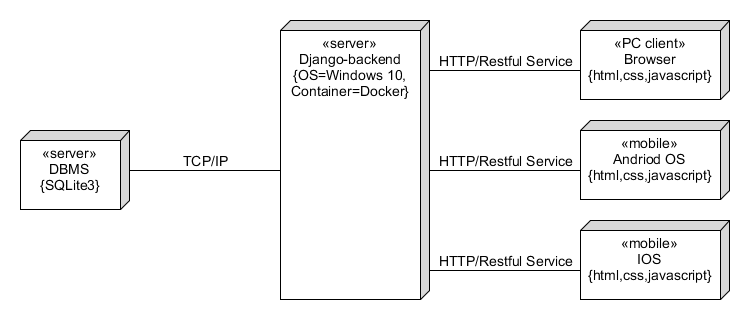 «server»
DBMS
{SQLite3}
TCP/IP
«server»
Django-backend
{OS=Windows 10,
Container=Docker}
HTTP/Restful Service
«PC client»
Browser
{html,css,javascript}
HTTP/Restful Service
«mobile»
Andriod OS
{html,css,javascript}
HTTP/Restful Service
«mobile»
IOS
{html,css,javascript}